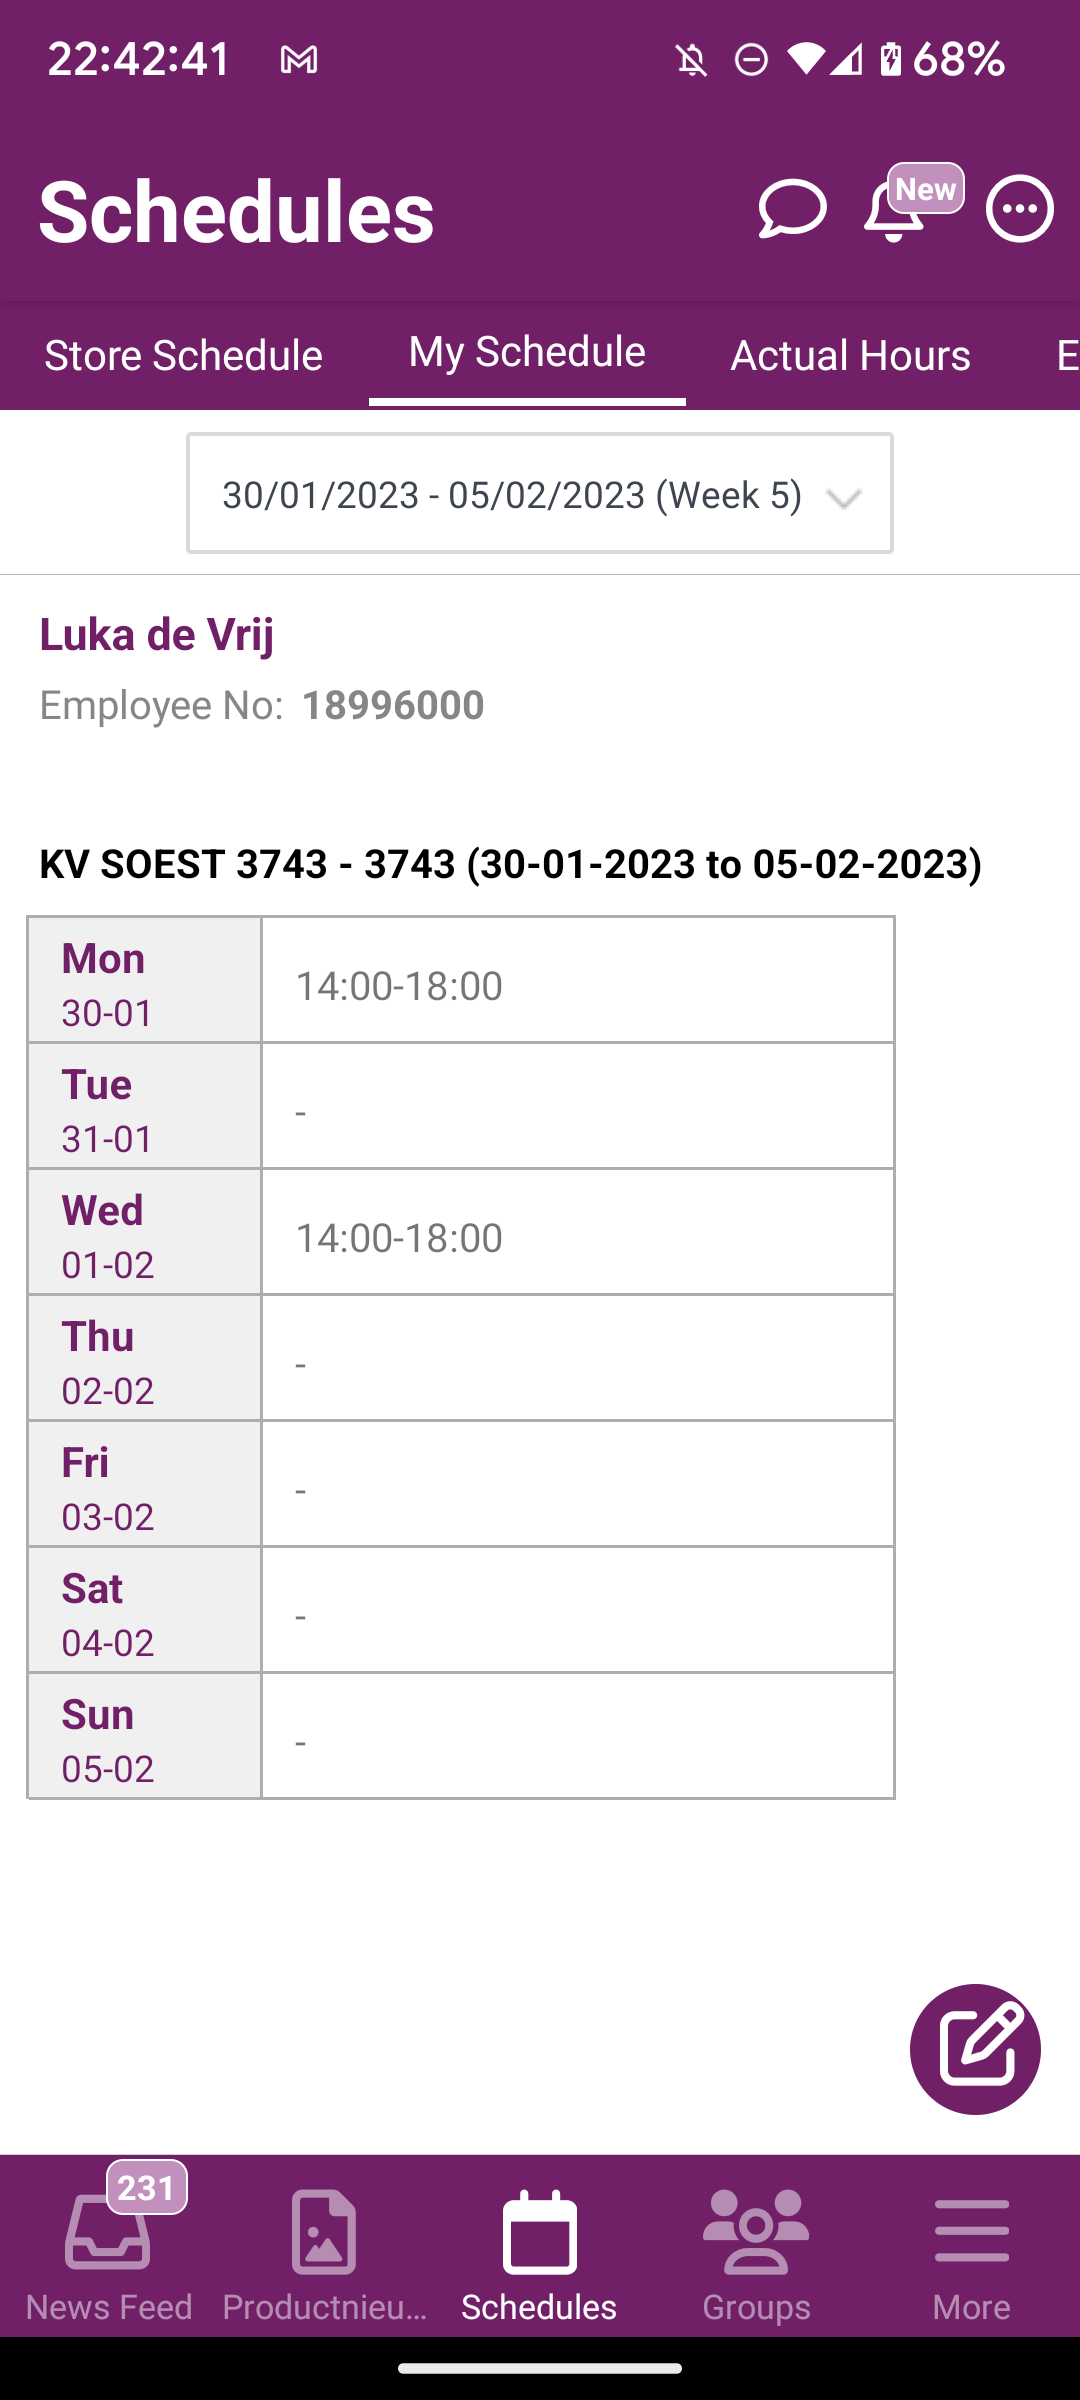 22:42:41 68%
Schedules New
Store Schedule My Schedule Actual Hours E
30/01/2023 - 05/02/2023 (Week 5)
Luka de Vrij
Employee No: 18996000
KV SOEST 3743 - 3743 (30-01-2023 to 05-02-2023)
Mon
30-01
14:00-18:00
Tue
31-01
-
Wed
01-02
14:00-18:00
Thu
02-02
-
Fri
03-02
-
Sat
04-02
-
Sun
05-02
-
231
News Feed Productnieu... Schedules Groups More